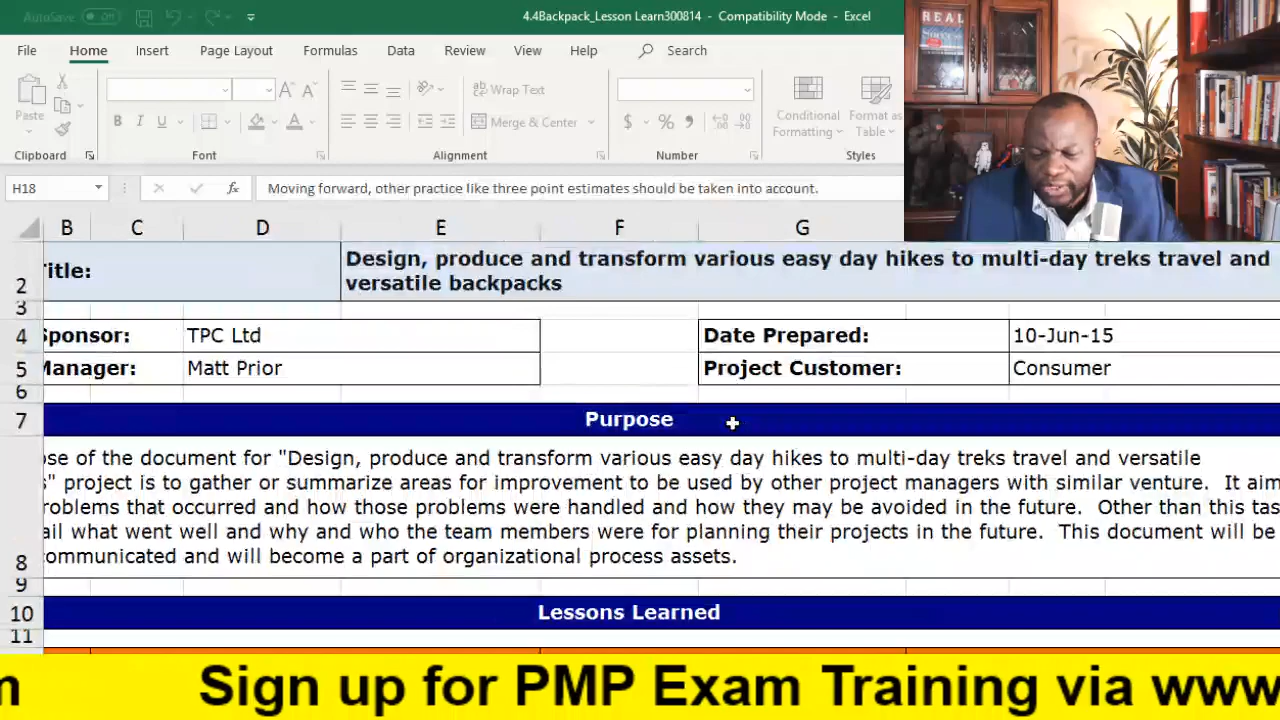 AutoSave Off
4.4Backpack_Lesson Learn300814 - Compatibility Mode - Excel
File Home Insert Page Layout Formulas Data Review View Help Search
Paste
B I U
Wrap Text
Merge & Center
$ % 9
Conditional Formatting
Format as Table
Clipboard Font Alignment Number Styles
H18
fx
Moving forward, other practice like three point estimates should be taken into account.
B C D E F G
2 itle: Design, produce and transform various easy day hikes to multi-day treks travel and
versatile backpacks
3
4 Sponsor: TPC Ltd Date Prepared: 10-Jun-15
5 Manager: Matt Prior Project Customer: Consumer
6
7 Purpose
ose of the document for "Design, produce and transform various easy day hikes to multi-day treks travel and versatile
s" project is to gather or summarize areas for improvement to be used by other project managers with similar venture. It aim
roblems that occurred and how those problems were handled and how they may be avoided in the future. Other than this tas
ail what went well and why and who the team members were for planning their projects in the future. This document will be
8 ommunicated and will become a part of organizational process assets.
9
10 Lessons Learned
11
REAL
Success
m Sign up for PMP Exam Training via www